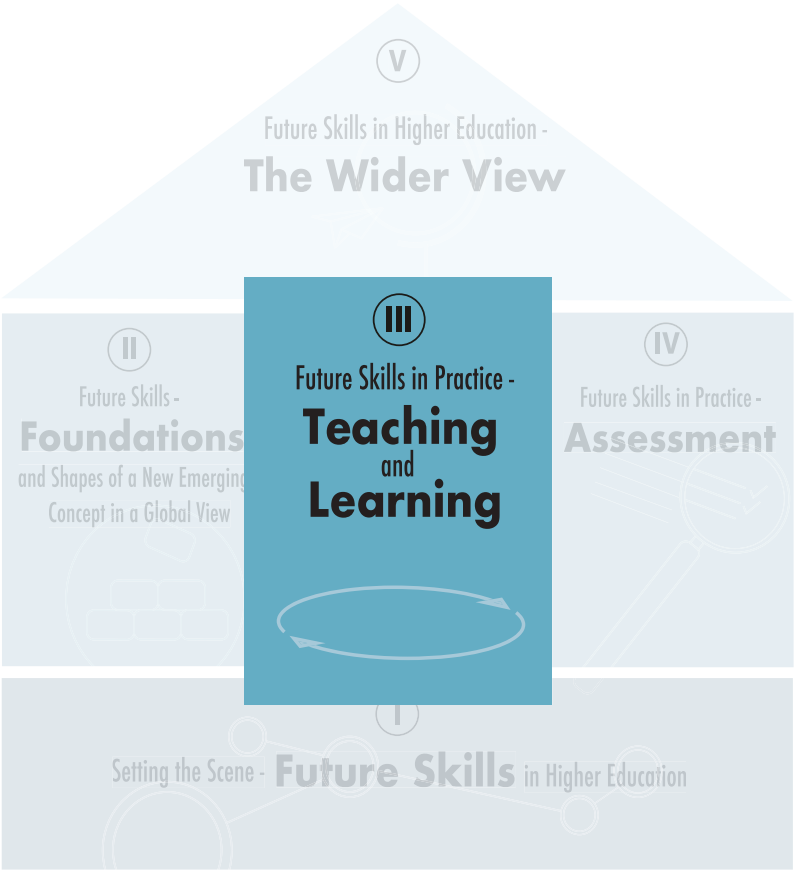 V
Future Skills in Higher Education -
The Wider View
II
Future Skills -
Foundations
and Shapes of a New Emerging
Concept in a Global View
III
Future Skills in Practice -
Teaching
and
Learning
IV
Future Skills in Practice -
Assessment
I
Setting the Scene - Future Skills in Higher Education